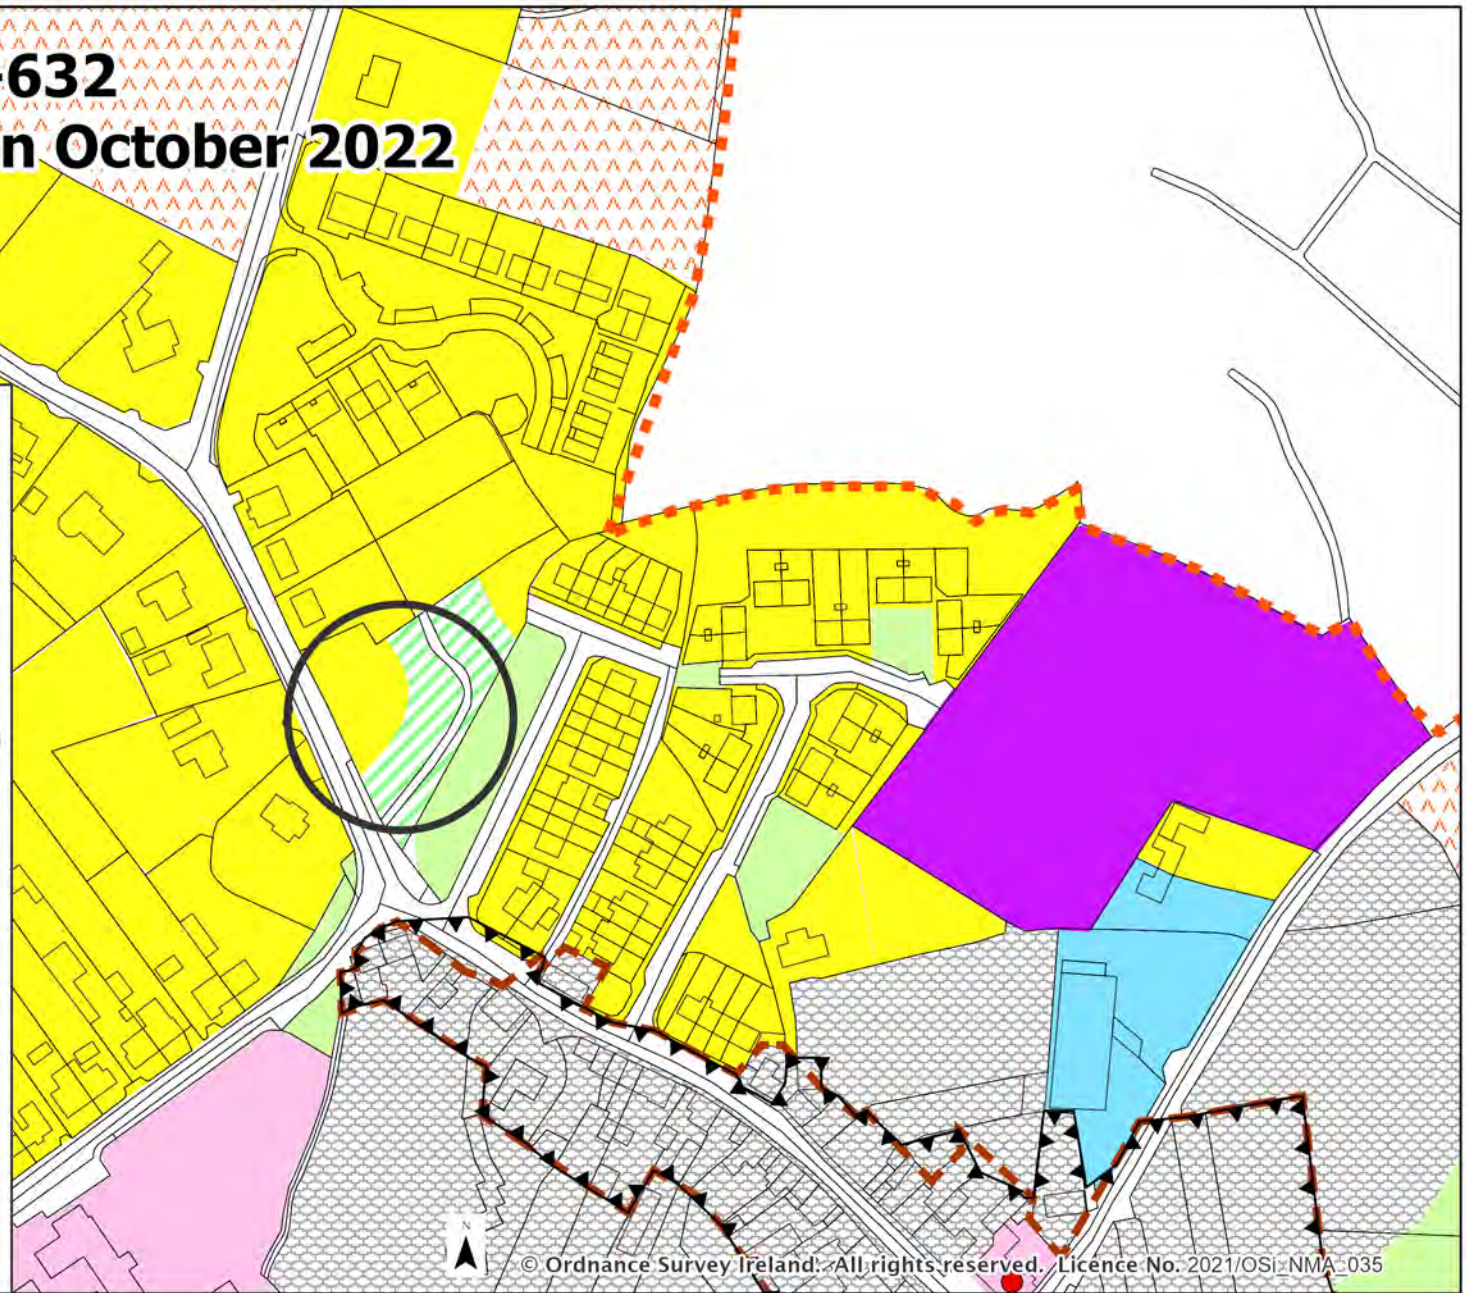 -632
n October 2022
N
© Ordnance Survey Ireland. All rights reserved. Licence No. 2021/OSi_NMA_035